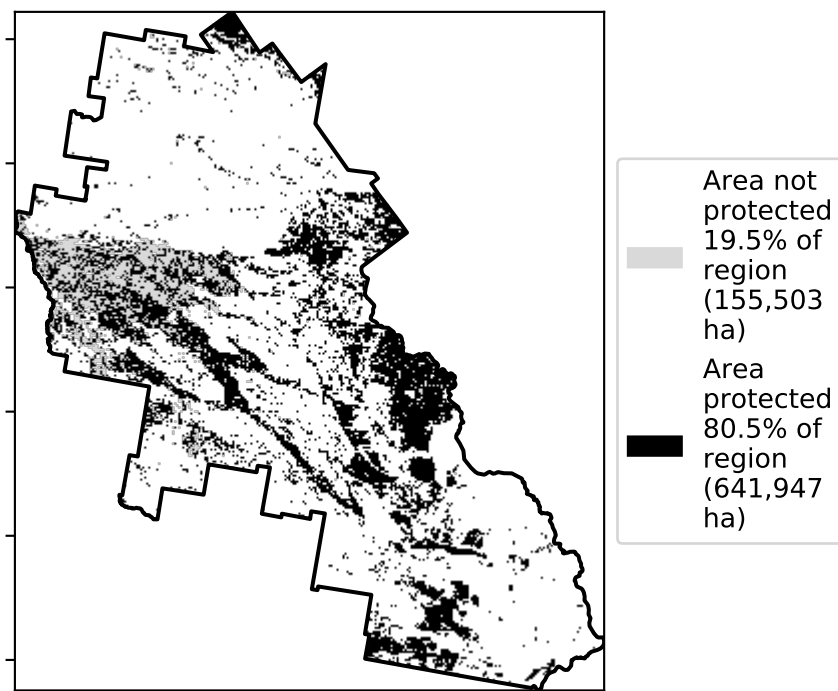 Area not
protected
19.5% of
region
(155,503
ha)
Area
protected
80.5% of
region
(641,947
ha)